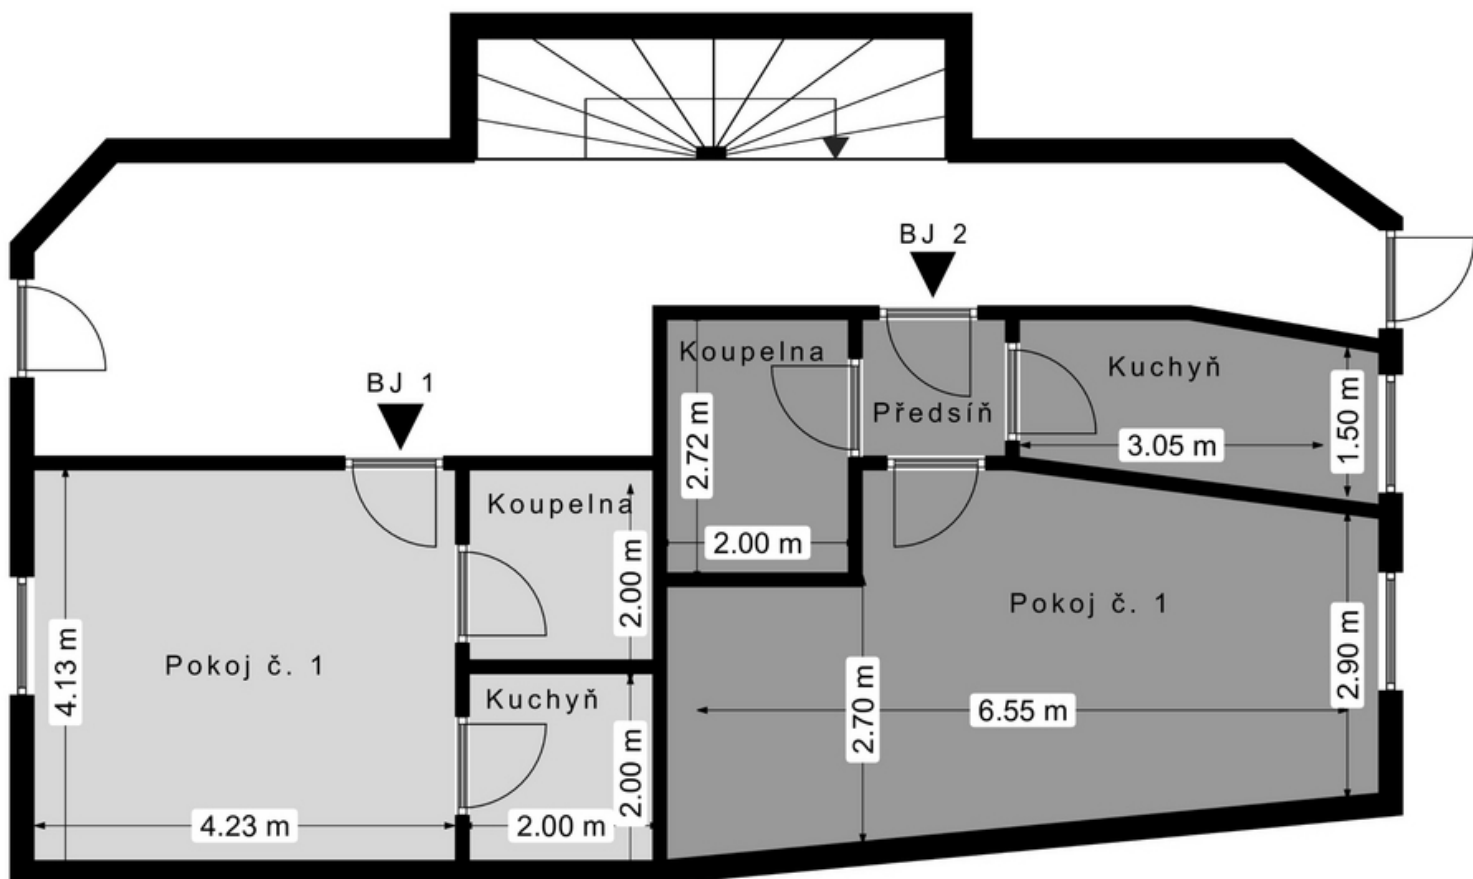 BJ 2
BJ 1
Koupelna
Předsíň
Kuchyň
2.72 m
3.05 m
1.50 m
2.00 m
Koupelna
2.00 m
Pokoj č. 1
4.13 m
Kuchyň
2.00 m
4.23 m
2.00 m
Pokoj č. 1
2.90 m
2.70 m
6.55 m